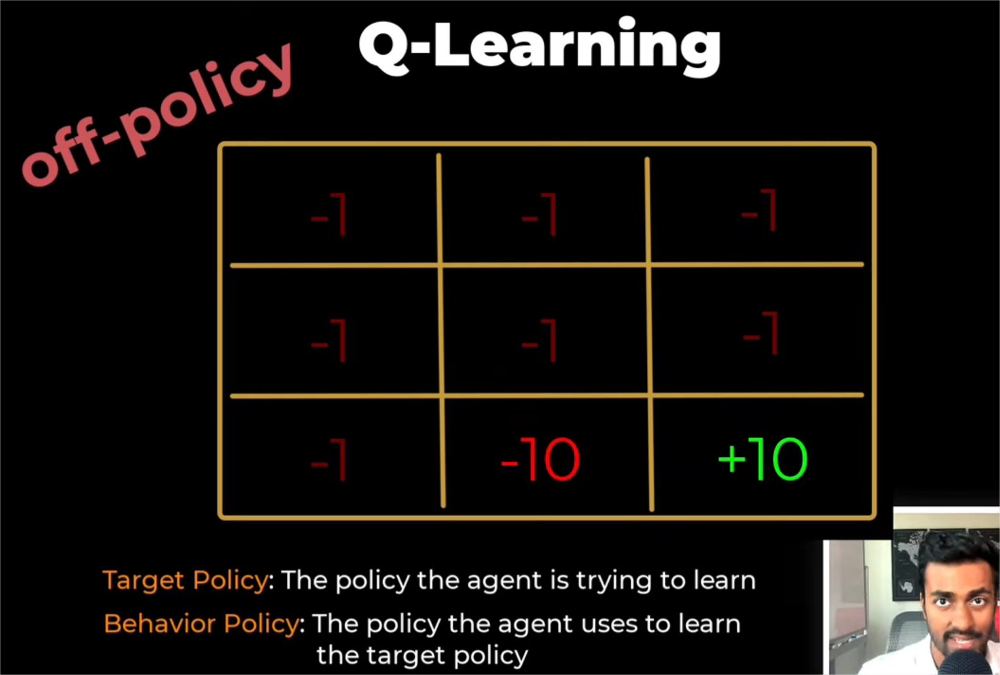 Q-Learning
off-policy
-1 -1 -1
-1 -1 -1
-1 -10 +10
Target Policy: The policy the agent is trying to learn
Behavior Policy: The policy the agent uses to learn
the target policy